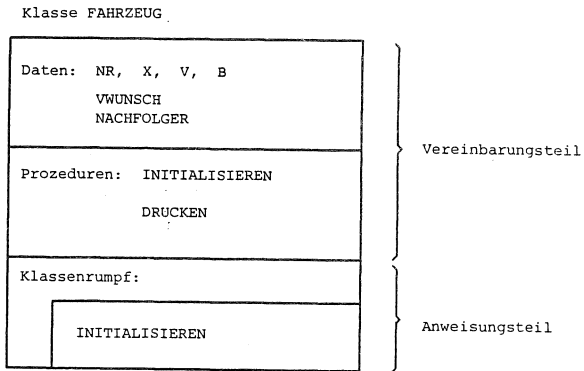 Klasse FAHRZEUG
Daten: NR, X, V, B
VWUNSCH
NACHFOLGER
Vereinbarungsteil
Prozeduren: INITIALISIEREN
DRUCKEN
Klassenrumpf:
INITIALISIEREN
Anweisungsteil